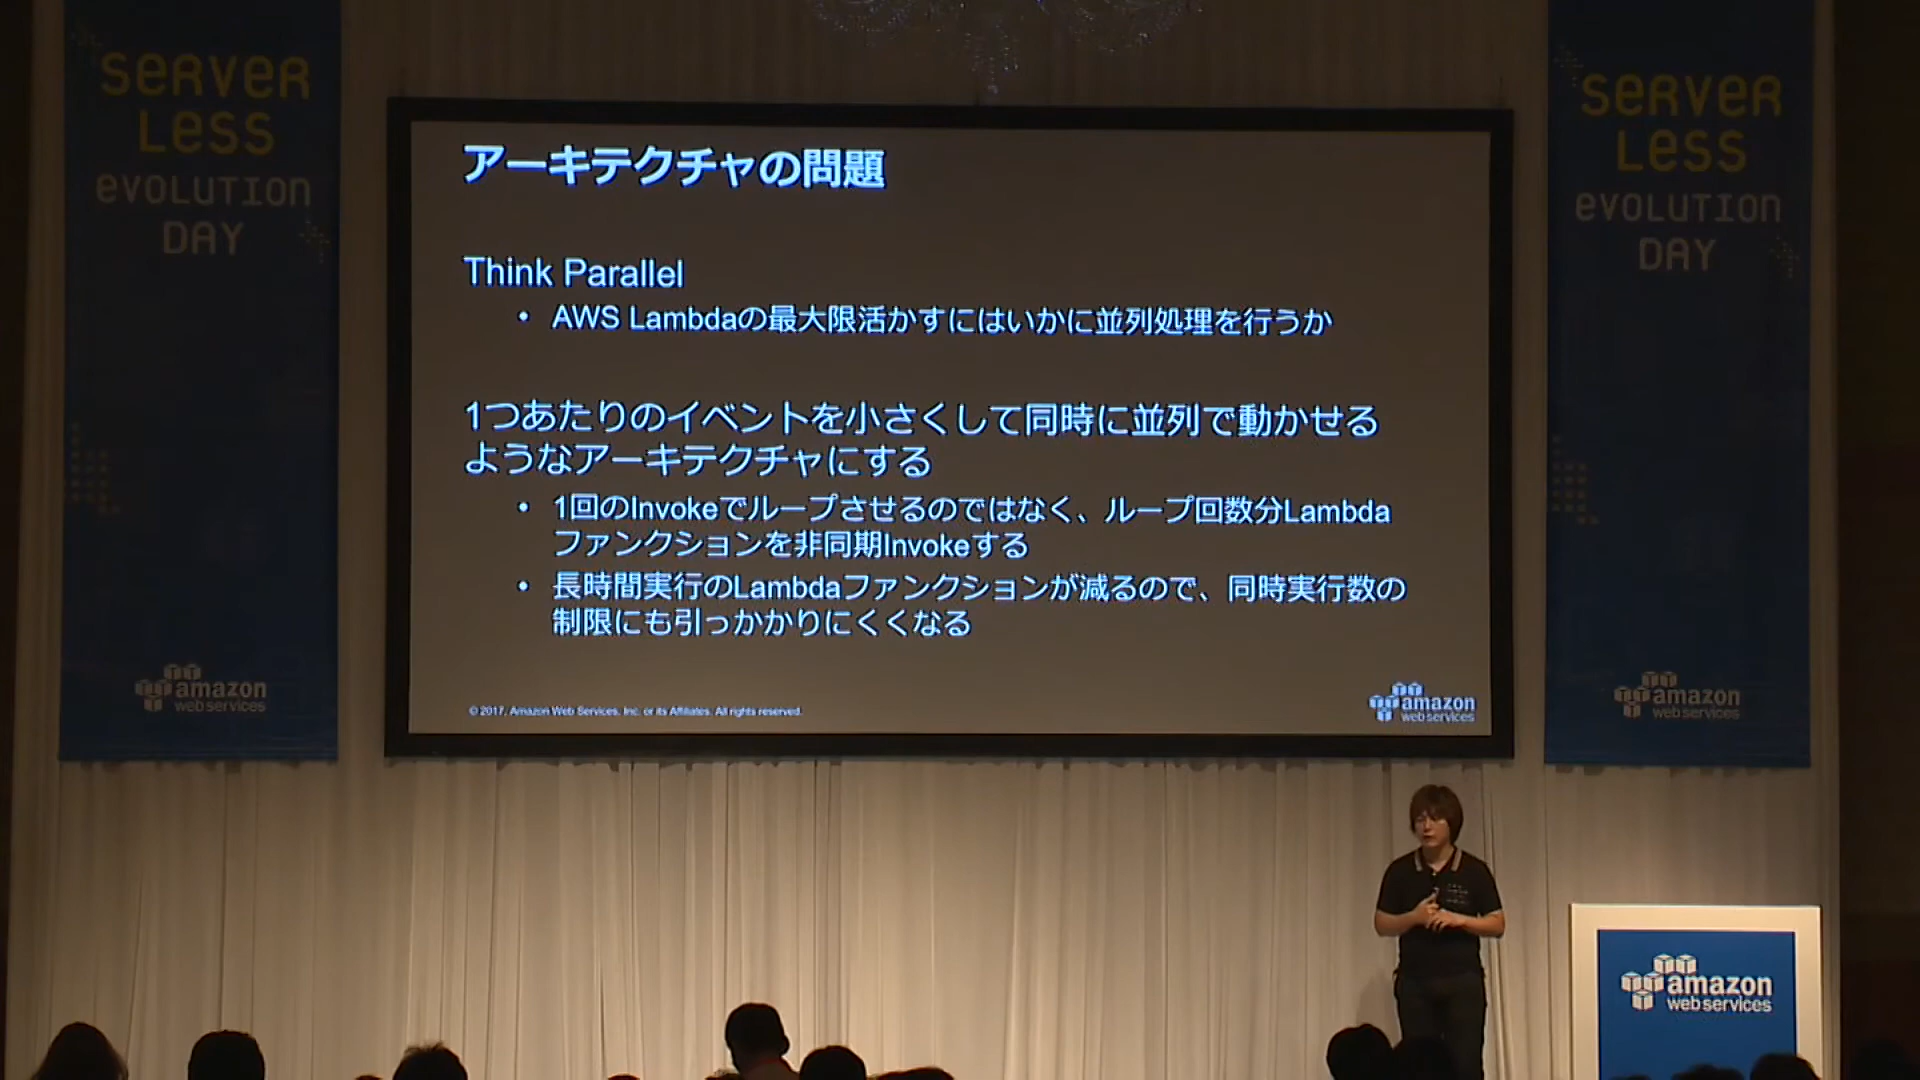 SERVER
LESS
EVOLUTION
DAY
amazon
webservices
アーキテクチャの問題
Think Parallel
• AWS Lambdaの最大限活かすにはいかに並列処理を行うか
1つあたりのイベントを小さくして同時に並列で動かせる
ようなアーキテクチャにする
• 1回のInvokeでループさせるのではなく、ループ回数分Lambda
ファンクションを非同期Invokeする
• 長時間実行のLambdaファンクションが減るので、同時実行数の
制限にも引っかかりにくくなる
© 2017, Amazon Web Services, Inc. or its Affiliates. All rights reserved.
amazon
webservices
SERVER
LESS
EVOLUTION
DAY
amazon
webservices
amazon
webservices